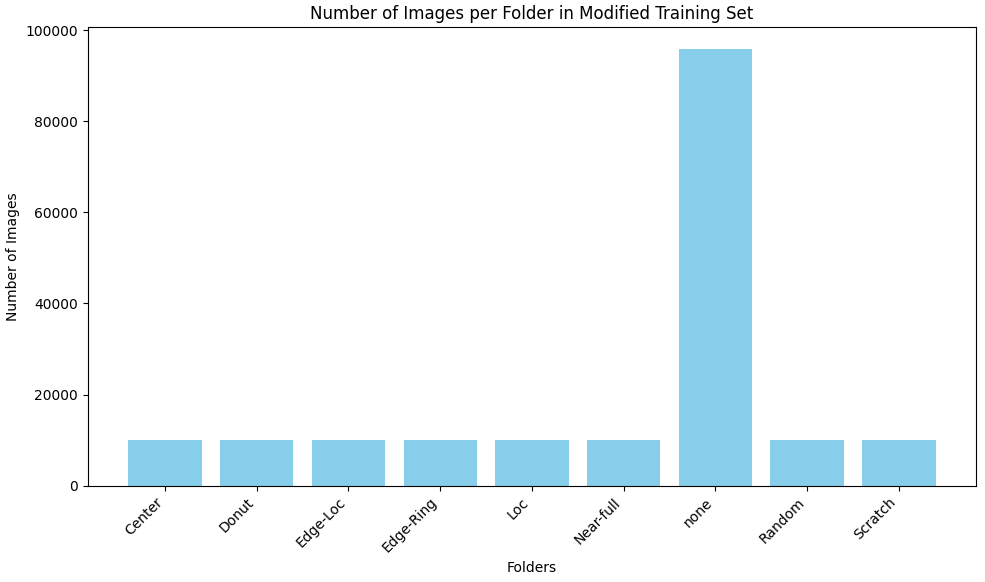 Number of Images per Folder in Modified Training Set
Number of Images
100000
80000
60000
40000
20000
0
Center
Donut
Edge-Loc
Edge-Ring
Loc
Near-full
none
Random
Scratch
Folders